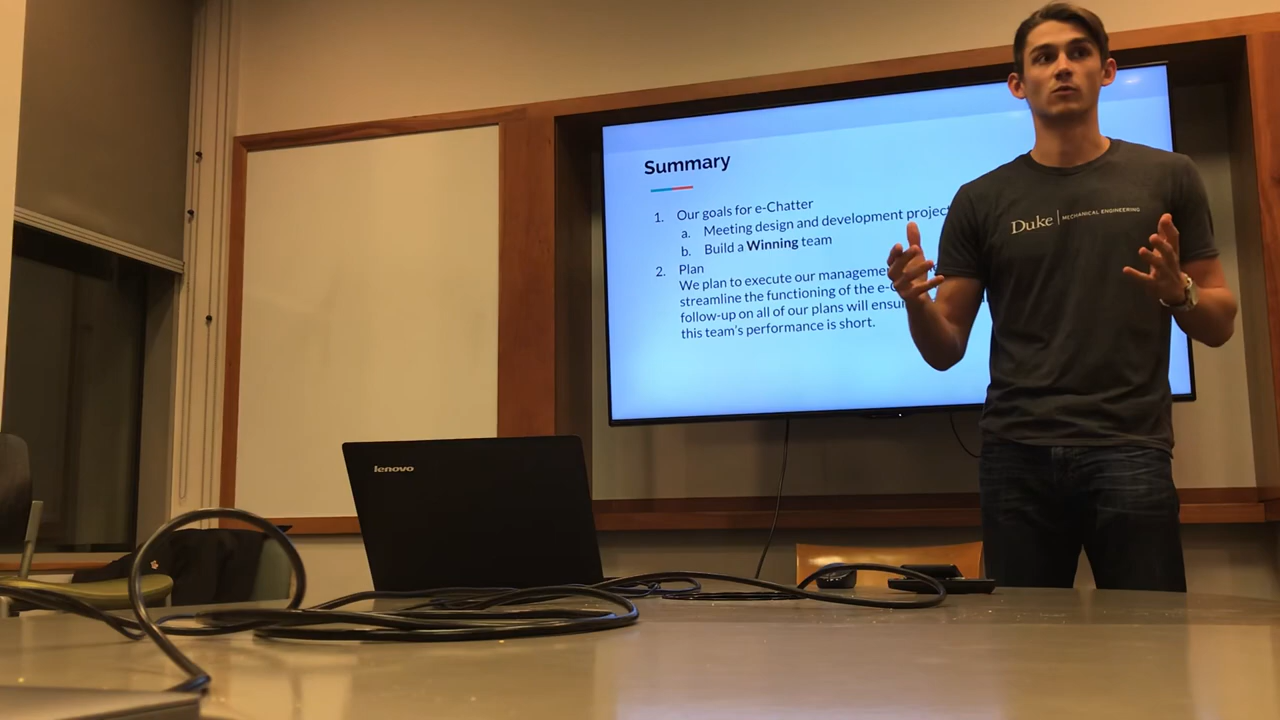 Summary
1. Our goals for e-Chatter
a. Meeting design and development project
b. Build a Winning team
2. Plan
We plan to execute our
streamline the functioning of the
follow-up on all of our plans will
this team's performance is short.
Duke | MECHANICAL ENGINEERING
lenovo